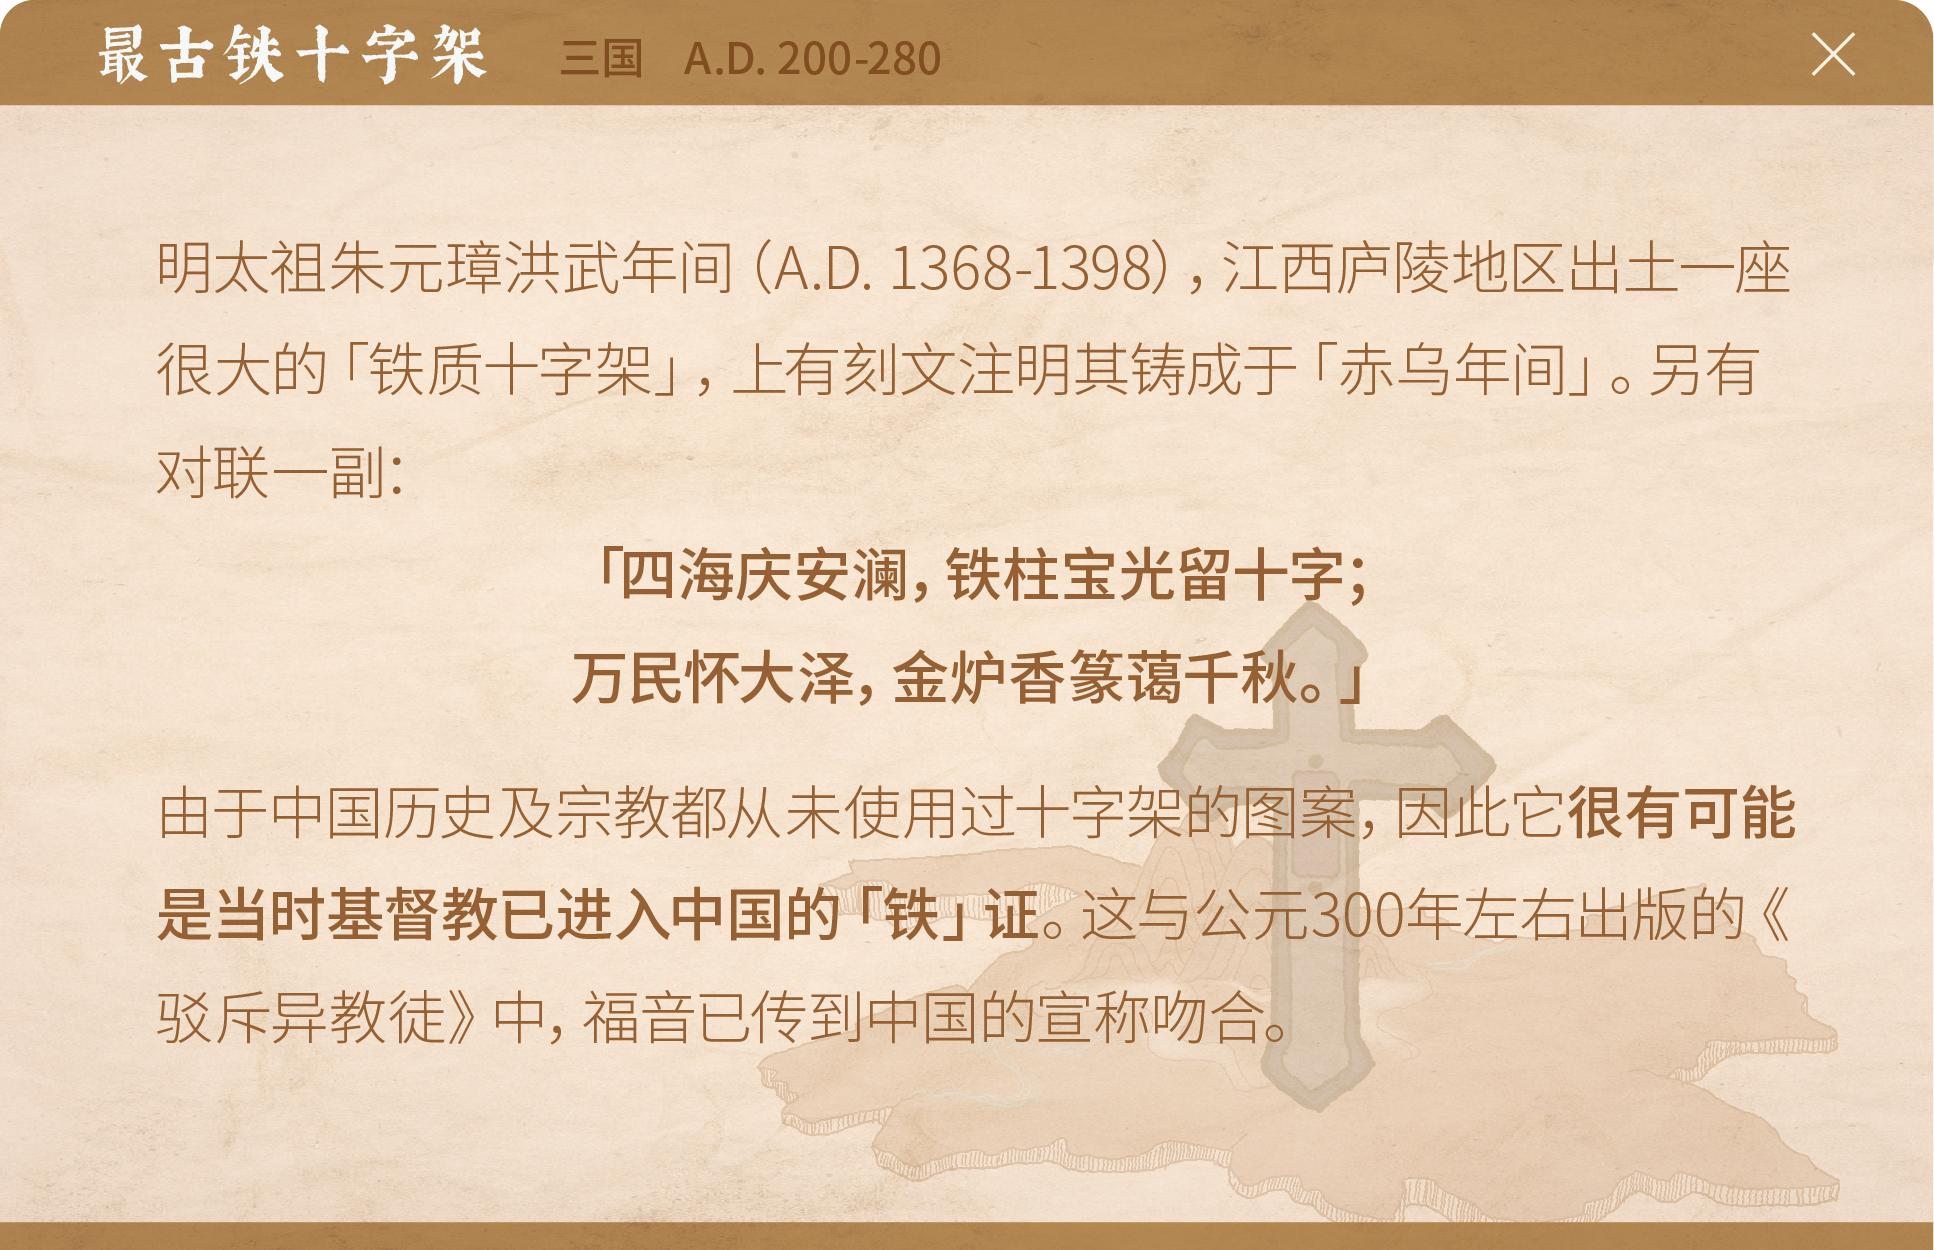 最古铁十字架 三国 A.D. 200-280
明太祖朱元璋洪武年间（A.D. 1368-1398），江西庐陵地区出土一座
很大的「铁质十字架」，上有刻文注明其铸成于「赤乌年间」。另有
对联一副：
「四海庆安澜，铁柱宝光留十字；
万民怀大泽，金炉香篆蔼千秋。」
由于中国历史及宗教都从未使用过十字架的图案，因此它很有可能
是当时基督教已进入中国的「铁」证。这与公元300年左右出版的《
驳斥异教徒》中，福音已传到中国的宣称吻合。